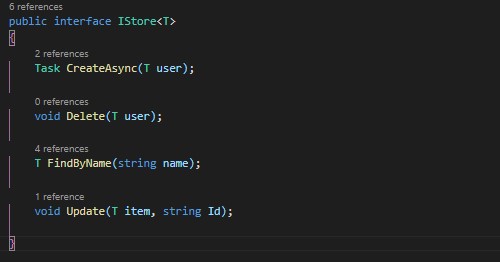 6 references
public interface IStore<T>
{
2 references
Task CreateAsync(T user);
0 references
void Delete(T user);
4 references
T FindByName(string name);
1 reference
void Update(T item, string Id);
}